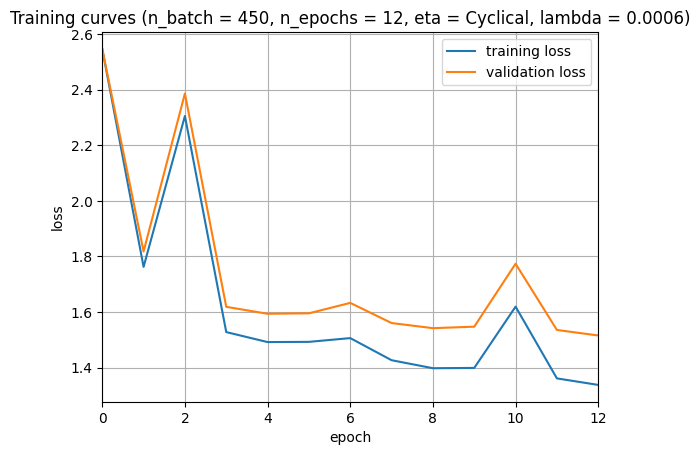 Training curves (n_batch = 450, n_epochs = 12, eta = Cyclical, lambda = 0.0006)
training loss
validation loss
2.6
2.4
2.2
2.0
1.8
1.6
1.4
loss
0 2 4 6 8 10 12
epoch